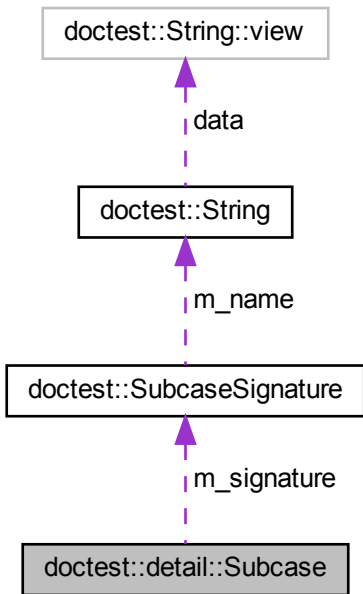 doctest::String::view
data
doctest::String
m_name
doctest::SubcaseSignature
m_signature
doctest::detail::Subcase